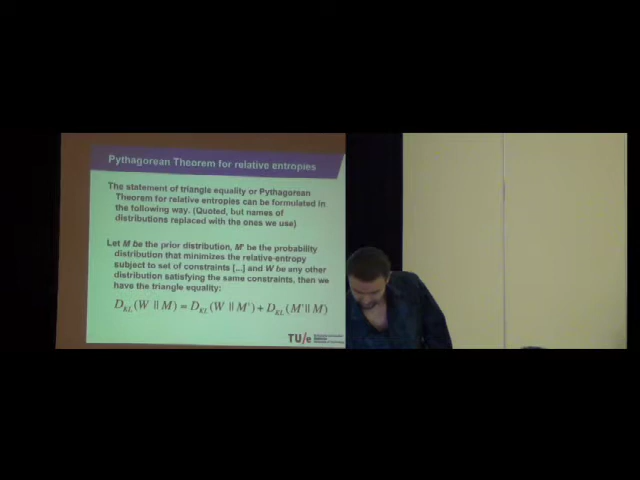 Pythagorean Theorem for relative entropies
The statement of triangle equality or Pythagorean
Theorem for relative entropies can be formulated in
the following way. (Quoted, but names of
distributions replaced with the ones we use)
Let M be the prior distribution, M' be the probability
distribution that minimizes the relative-entropy
subject to set of constraints [...] and W be any other
distribution satisfying the same constraints, then we
have the triangle equality:
D_KL(W || M) = D_KL(W || M') + D_KL(M' || M)
TU/e